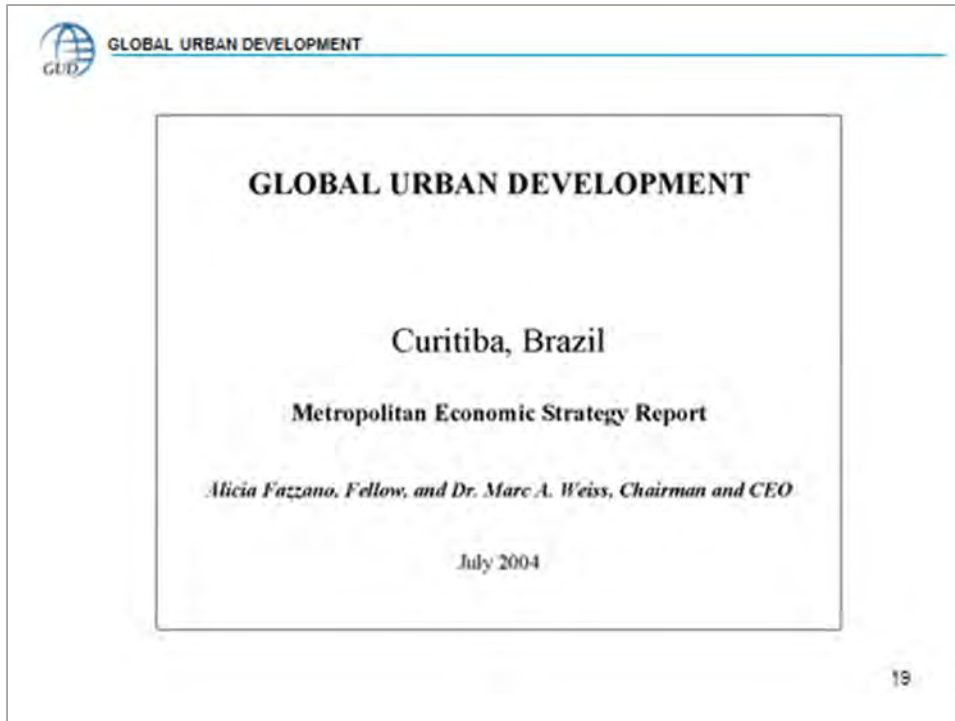 GUD
GLOBAL URBAN DEVELOPMENT
GLOBAL URBAN DEVELOPMENT
Curitiba, Brazil
Metropolitan Economic Strategy Report
Alicia Fazzano, Fellow, and Dr. Marc A. Weiss, Chairman and CEO
July 2004
19